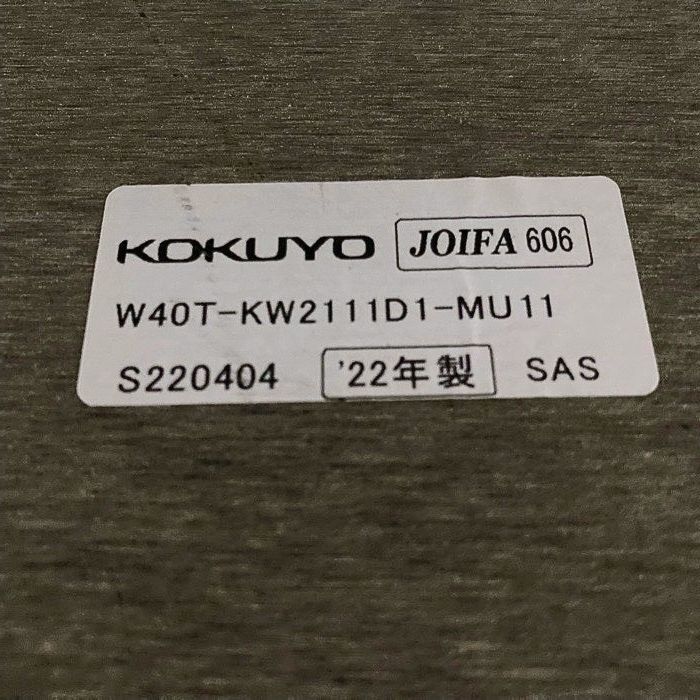 KOKUYO JOIFA 606
W40T-KW2111D1-MU11
S220404 '22年製 SAS